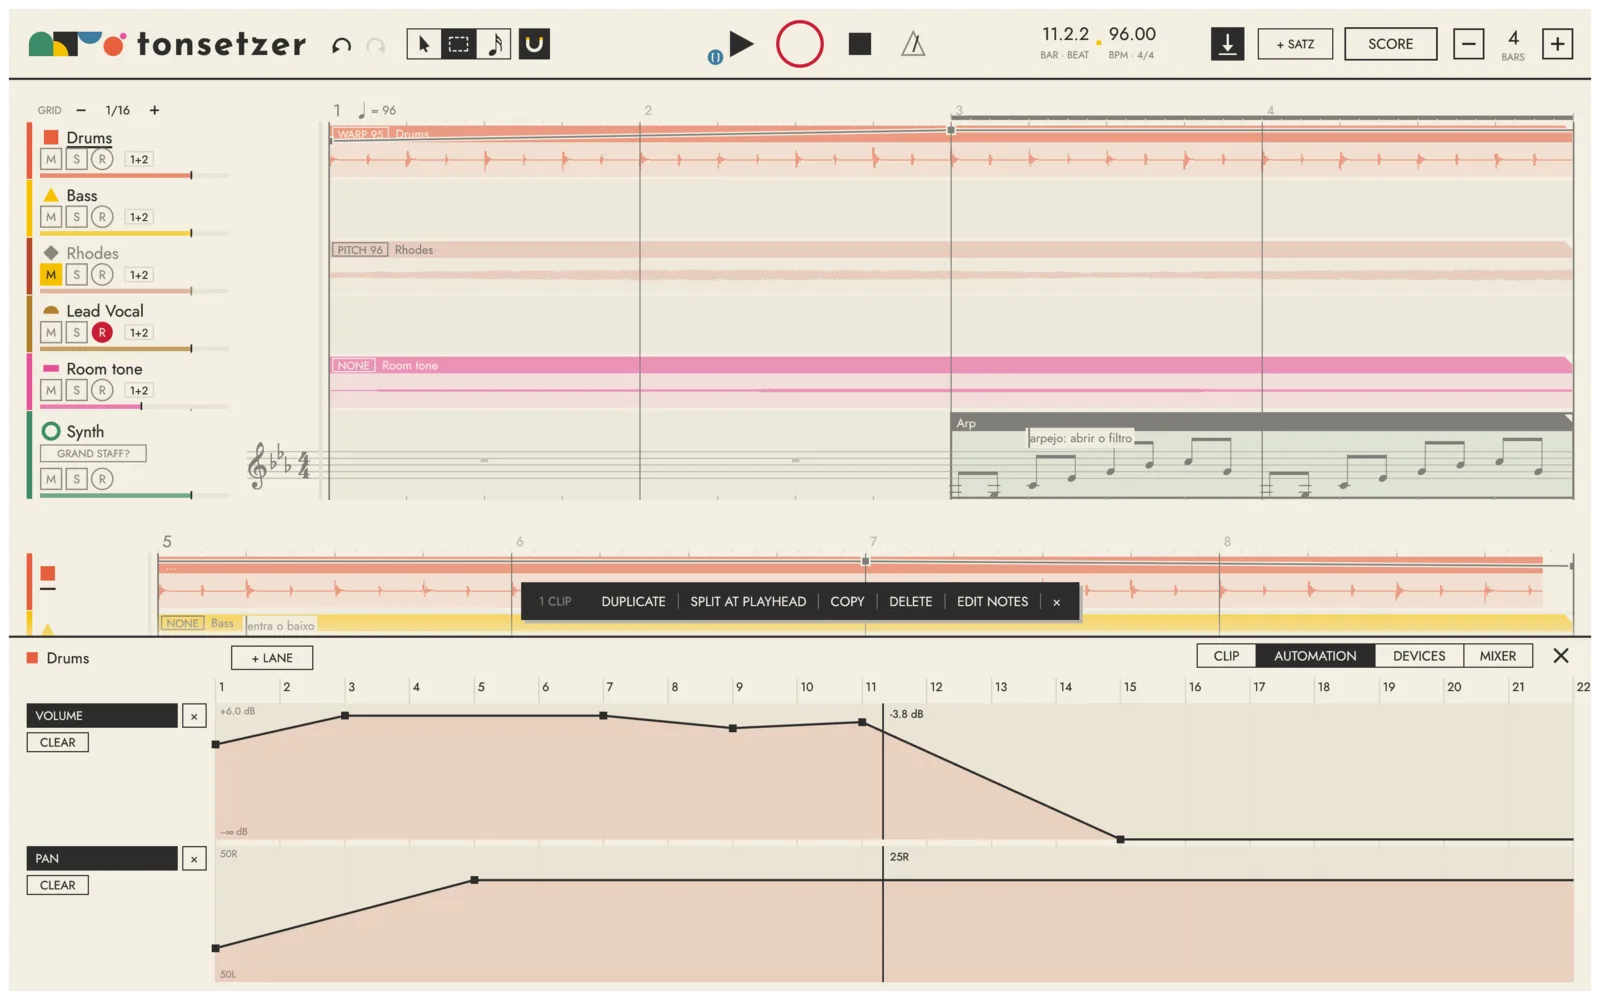 tonsetzer
11.2.2 96.00
BAR · BEAT BPM · 4/4
+ SATZ
SCORE
4
BARS
GRID − 1/16 +
1 = 96 2 3 4
Drums
M S R 1+2
WARP 95 Drums
Bass
M S R 1+2
Rhodes
M S R 1+2
PITCH 96 Rhodes
Lead Vocal
M S R 1+2
Room tone
M S R 1+2
NONE Room tone
Synth
GRAND STAFF?
M S R
4
4
Arp
arpejo: abrir o filtro
5 6 7 8
...
1 CLIP DUPLICATE SPLIT AT PLAYHEAD COPY DELETE EDIT NOTES ×
NONE Bass entra o baixo
Drums
+ LANE
CLIP AUTOMATION DEVICES MIXER
1 2 3 4 5 6 7 8 9 10 11 12 13 14 15 16 17 18 19 20 21 22
VOLUME ×
CLEAR
+6.0 dB
-3.8 dB
−∞ dB
PAN ×
CLEAR
50R
25R
50L